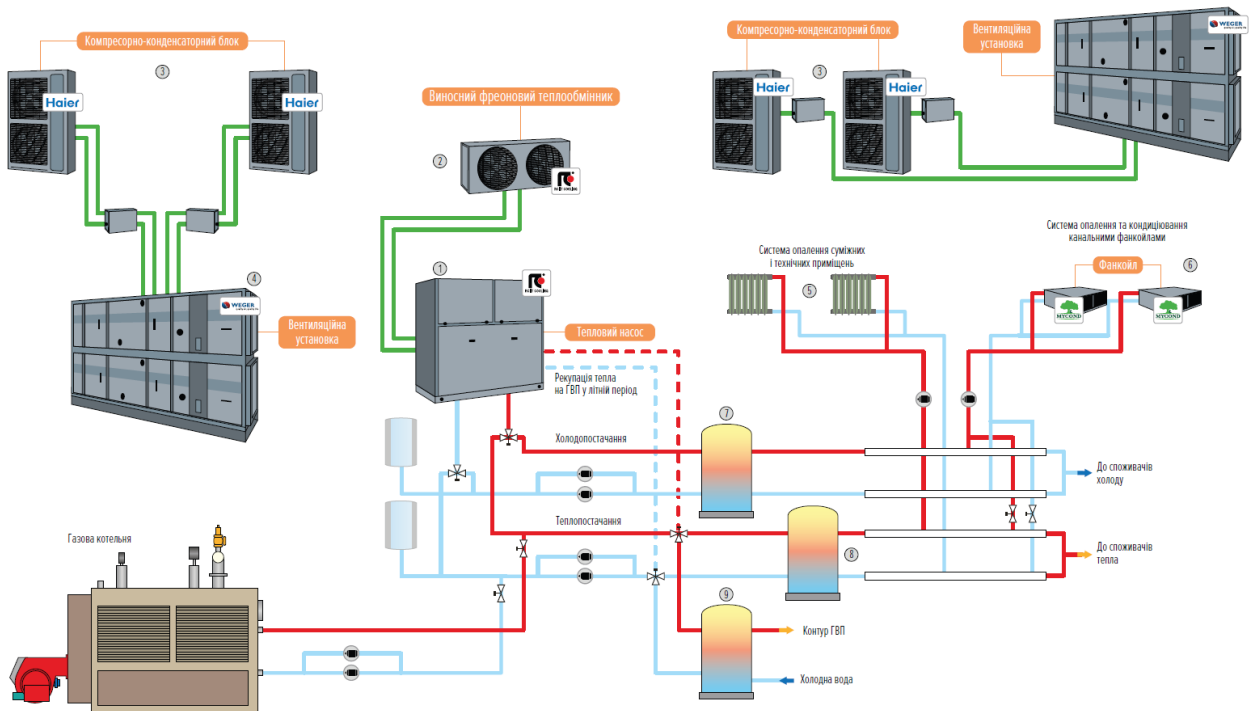 Компресорно-конденсаторний блок
3
Haier
Haier
Виносний фреоновий теплообмінник
2
Компресорно-конденсаторний блок
3
Haier
Haier
Вентиляційна
установка
WEGER
4
WEGER
Вентиляційна
установка
1
Тепловий насос
Рекупація тепла
на ГВП у літній період
Система опалення суміжних
і технічних приміщень
5
Система опалення та кондиціювання
канальними фанкойлами
Фанкойл
6
MYCOND
MYCOND
Холодопостачання
7
До споживачів
холоду
Теплопостачання
8
До споживачів
тепла
Газова котельня
9
Контур ГВП
Холодна вода